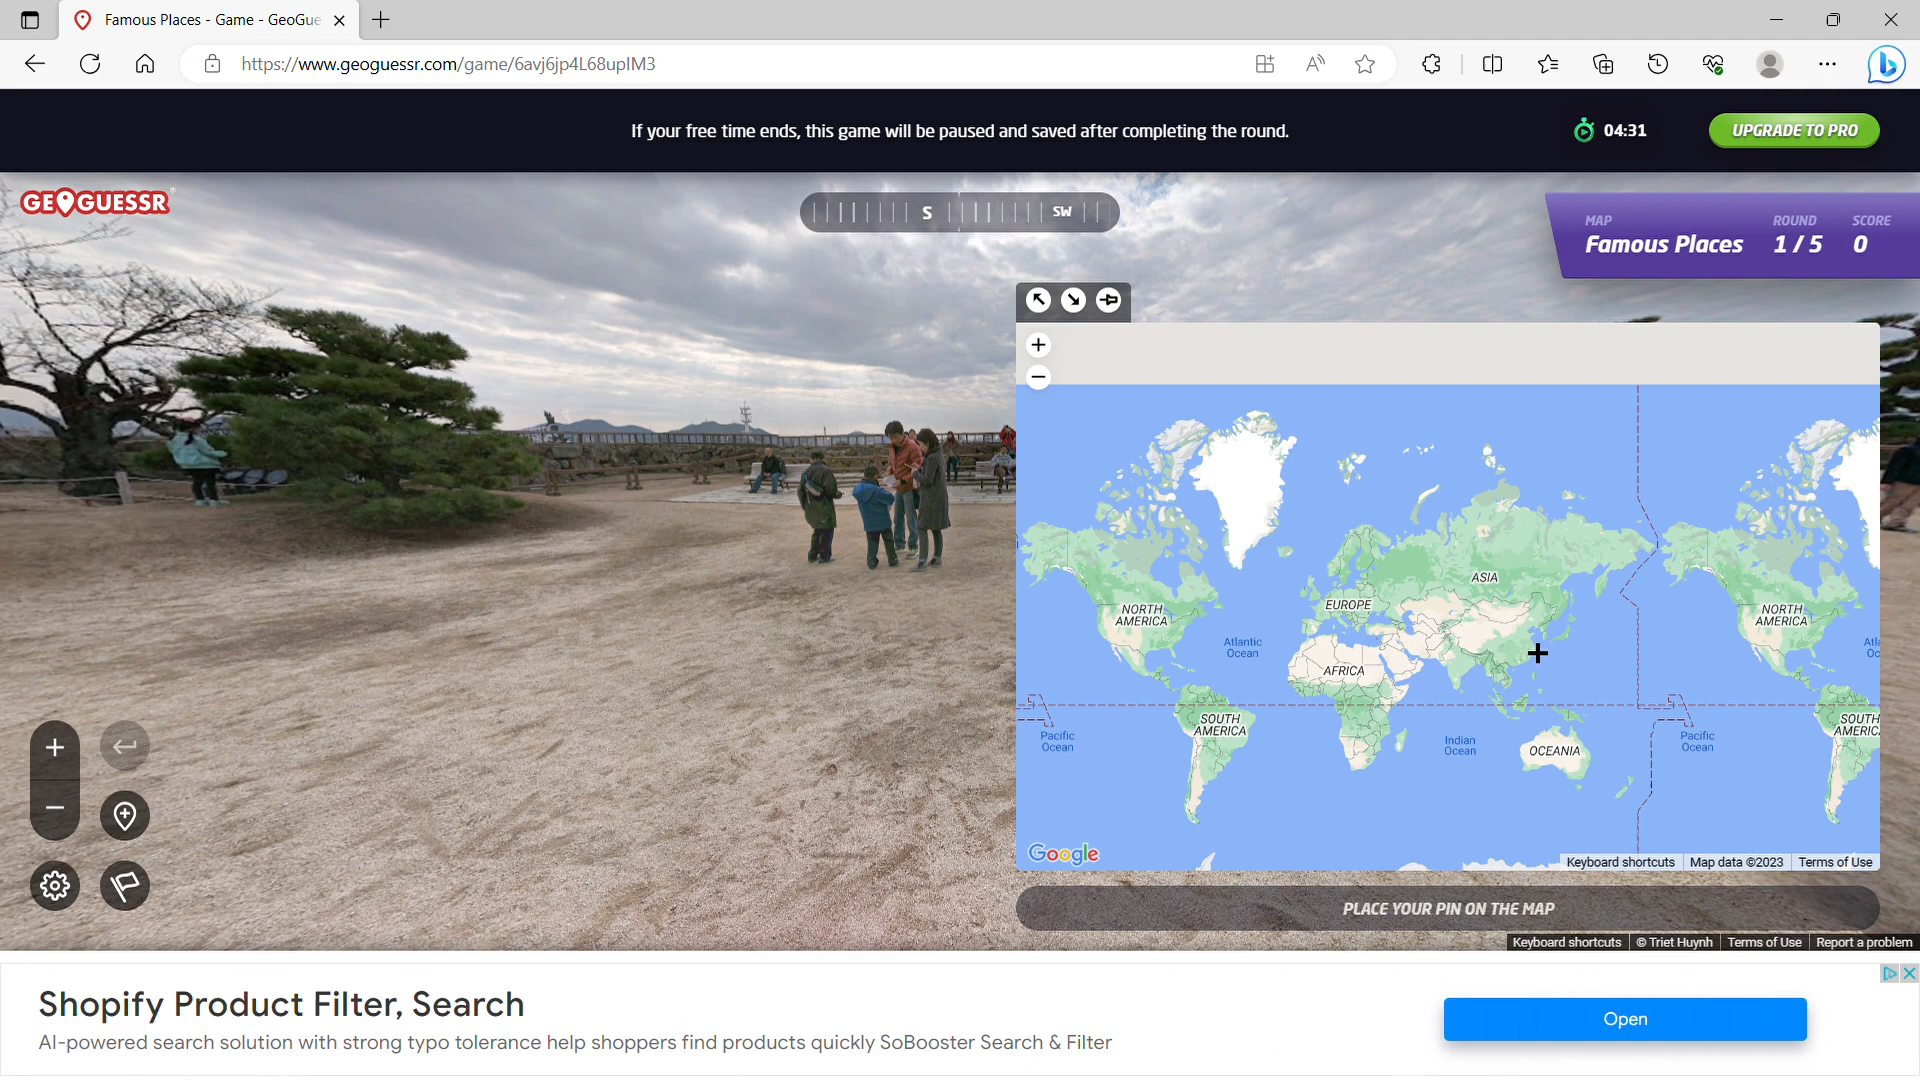 Famous Places - Game - GeoGue
https://www.geoguessr.com/game/6avj6jp4L68upIM3
If your free time ends, this game will be paused and saved after completing the round.
04:31
UPGRADE TO PRO
GEOGUESSR
S
SW
MAP
ROUND
SCORE
Famous Places
1 / 5
0
ASIA
EUROPE
NORTH
AMERICA
NORTH
AMERICA
Atlantic
Ocean
AFRICA
SOUTH
AMERICA
SOUTH
AMERIC
Pacific
Ocean
Indian
Ocean
OCEANIA
Pacific
Ocean
Google
Keyboard shortcuts
Map data ©2023
Terms of Use
PLACE YOUR PIN ON THE MAP
Keyboard shortcuts
© Triet Huynh
Terms of Use
Report a problem
Shopify Product Filter, Search
AI-powered search solution with strong typo tolerance help shoppers find products quickly SoBooster Search & Filter
Open